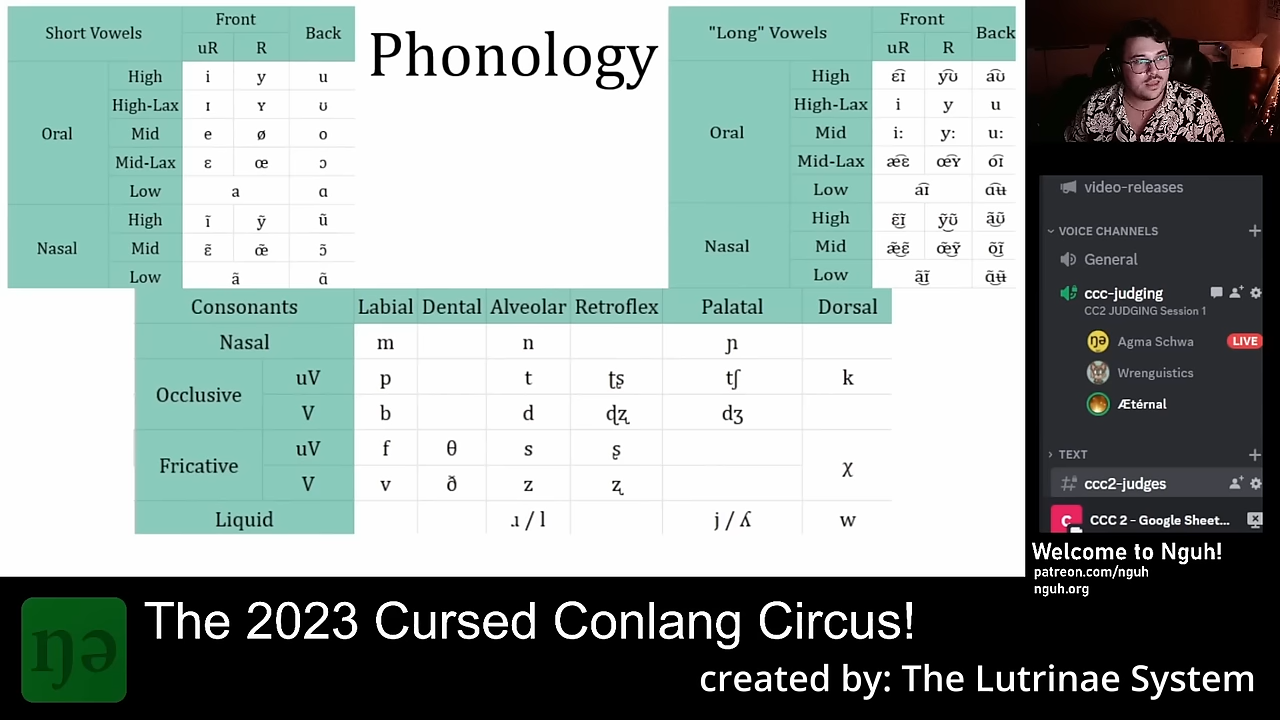 Short Vowels Front Back
uR R
Oral High i y u
High-Lax ɪ ʏ ʊ
Mid e ø o
Mid-Lax ɛ œ ɔ
Low a ɑ
Nasal High ĩ ỹ ũ
Mid ɛ̃ œ̃ ɔ̃
Low ã ɑ̃
Phonology
"Long" Vowels Front Back
uR R
Oral High ɛ͡ɪ y͡ʊ a͡ʊ
High-Lax i y u
Mid i: y: u:
Mid-Lax æ͡ɛ œ͡ʏ o͡ɪ
Low a͡ɪ ɑ͡ʉ
Nasal High ɛ̃͜ɪ̃ ỹ͜ʊ̃ ã͜ʊ̃
Mid æ̃͜ɛ̃ œ̃͜ʏ̃ õ͜ɪ̃
Low ã͜ɪ̃ ɑ̃͜ʉ̃
Consonants Labial Dental Alveolar Retroflex Palatal Dorsal
Nasal m n ɲ
Occlusive uV p t ʈʂ tʃ k
V b d ɖʐ dʒ
Fricative uV f θ s ʂ χ
V v ð z ʐ
Liquid ɹ / l j / ʎ w
video-releases
VOICE CHANNELS
General
ccc-judging
CC2 JUDGING Session 1
ŋə Agma Schwa LIVE
Wrenguistics
Ætérnal
TEXT
ccc2-judges
C CCC 2 - Google Sheet...
Welcome to Nguh!
patreon.com/nguh
nguh.org
ŋə
The 2023 Cursed Conlang Circus!
created by: The Lutrinae System